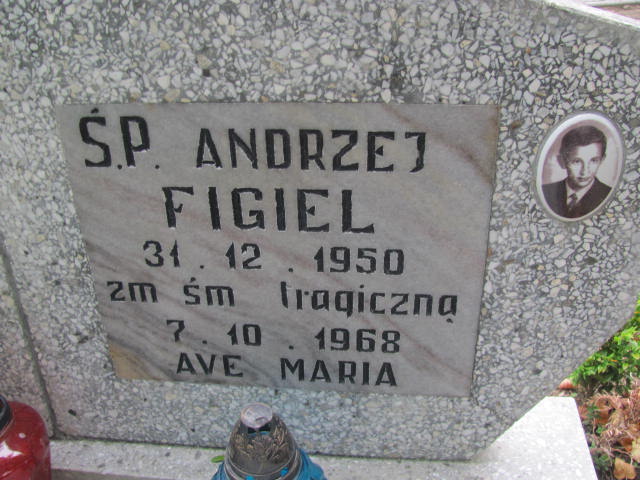 Ś.P. ANDRZEJ
FIGIEL
31.12.1950
zm śm tragiczną
7.10.1968
AVE MARIA